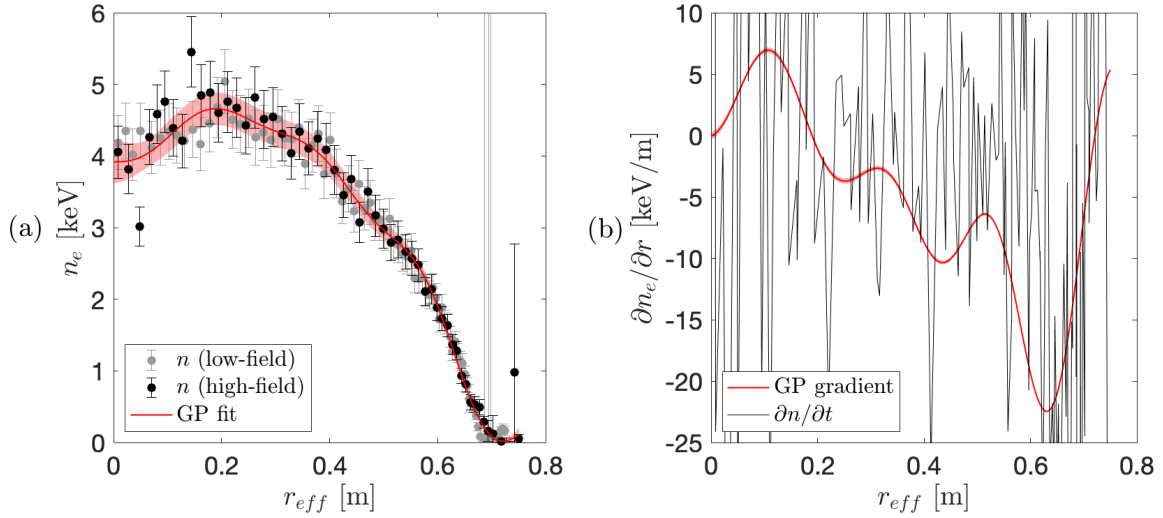 (a)
n_e [keV]
6
5
4
3
2
1
0
n (low-field)
n (high-field)
GP fit
0
0.2
0.4
0.6
0.8
r_eff [m]
(b)
∂n_e/∂r [keV/m]
10
5
0
-5
-10
-15
-20
-25
GP gradient
∂n/∂t
0
0.2
0.4
0.6
0.8
r_eff [m]